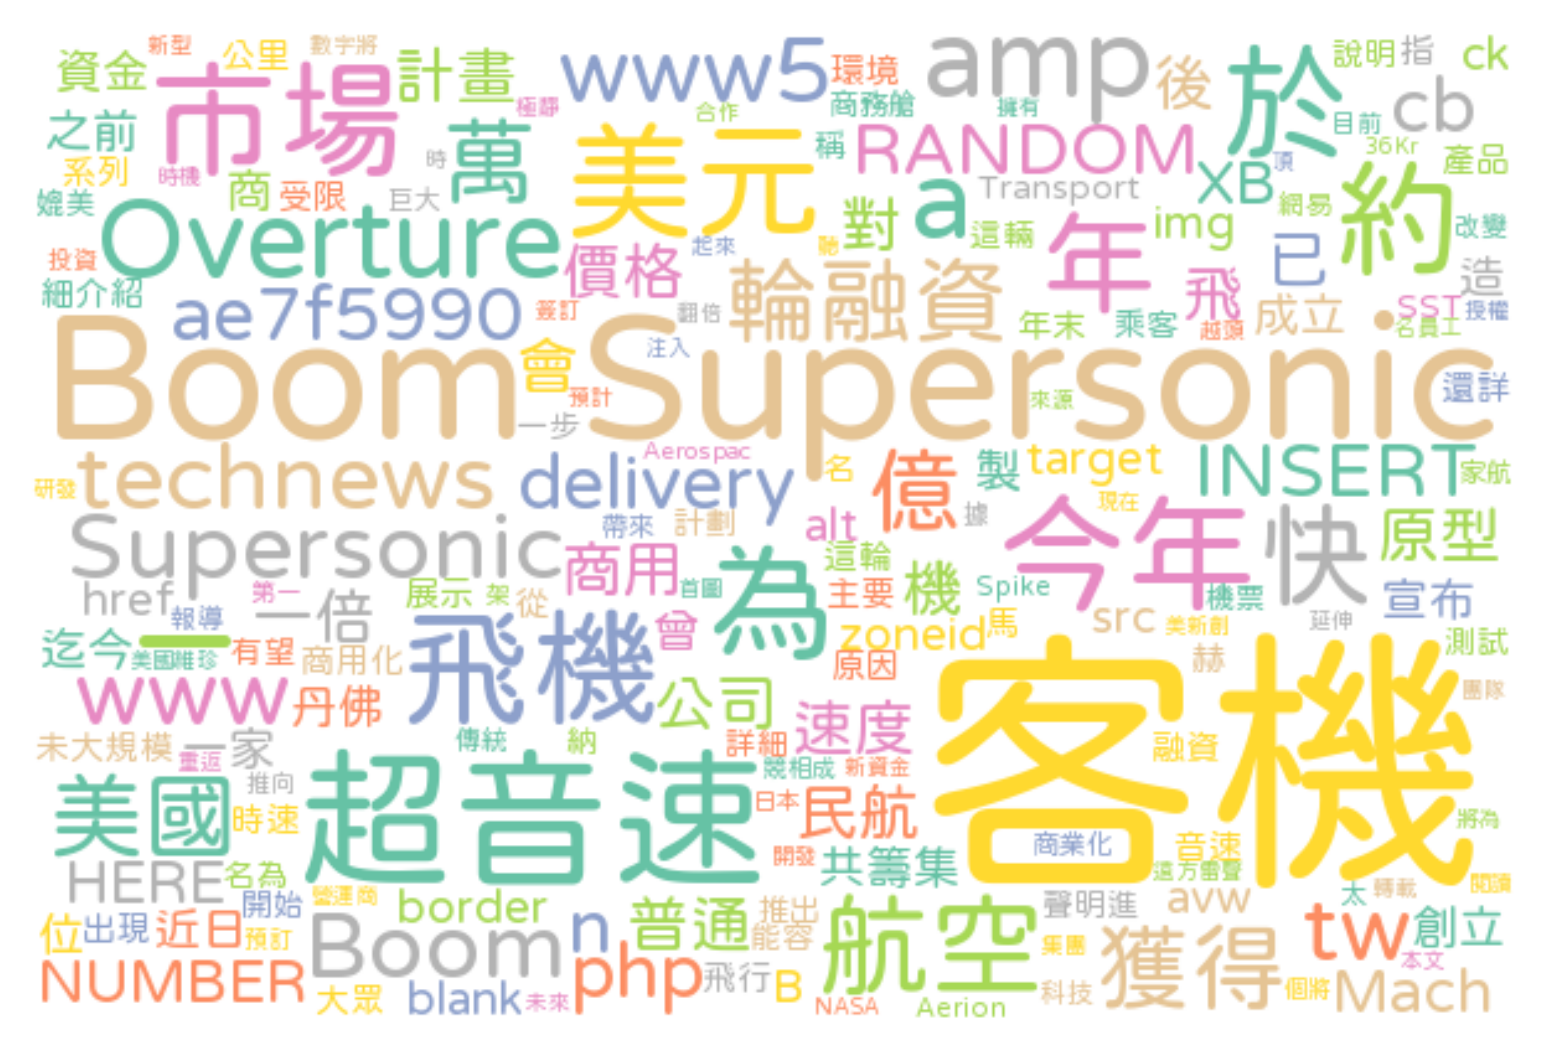 新型 公里 數字將
資金 市場 計畫 www5 環境 amp 後 於 說明 指 ck
極靜 合作 商務艙 擁有 cb
之前 萬 美元 稱 RANDOM 目前 36Kr
系列 時機 商 受限 時 巨大 Transport XB 頂 產品
媲美 Overture 對 a 這輛 年 img 網易 約 改變
投資 價格 起來 聽 輪融資 飛 已 造
細介紹 ae7f5990 簽訂 翻倍 年末 乘客 越頭 成立 SST 授權
名員工
Boom Supersonic 會 注入 還詳
預計 來源
一步
technews delivery Aerospac 名 億 製 target INSERT 家航
研發 現在
Supersonic 帶來 計劃 alt 據 今年 快 原型
商用 為 這輪
href 第一 一倍 展示 架 從 首圖 主要 機 Spike 機票 宣布
報導 飛機 曾 zoneid 馬 src 美新創 延伸
迄今 一 美國維珍 有望 商用化 原因 赫 測試
www 丹佛 公司 速度 客機 團隊
未大規模 一家 傳統 納 詳細 融資
重返 推向 超音速 競相成 新資金
美國 時速 日本 民航 商業化 音速 將為
HERE 名為 開發 共籌集 遠方雷聲 閱讀
開始 營運商 border 聲明進 avw 太 轉載
位 出現 近日 預訂 Boom n 普通 推出 能容 航空 集團 獲得 tw 創立
本文
NUMBER 大眾 blank 未來 php 飛行 B NASA Aerion 科技 個將 Mach